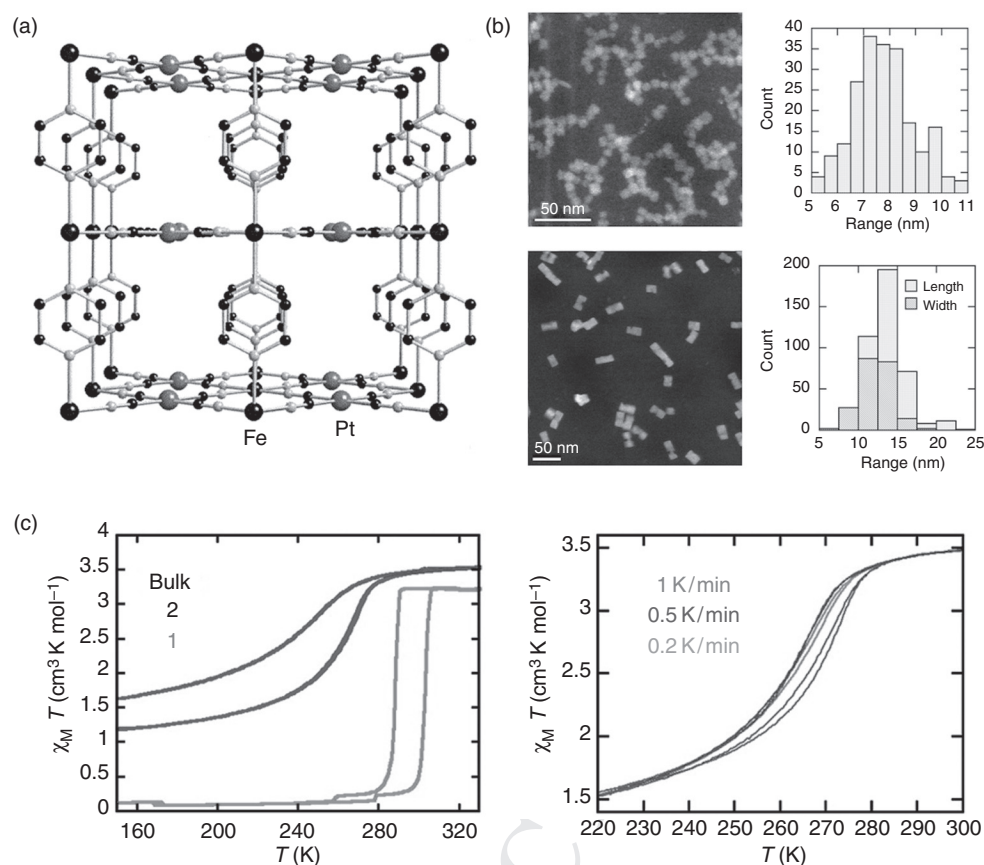 (a)
Fe
Pt
(b)
50 nm
40
35
30
25
20
15
10
5
0
Count
5 6 7 8 9 10 11
Range (nm)
50 nm
200
150
100
50
0
Count
Length
Width
5 10 15 20 25
Range (nm)
(c)
4
3.5
3
2.5
2
1.5
1
0.5
0
χM T (cm³ K mol⁻¹)
Bulk
2
1
160 200 240 280 320
T (K)
3.5
3
2.5
2
1.5
χM T (cm³ K mol⁻¹)
1 K/min
0.5 K/min
0.2 K/min
220 230 240 250 260 270 280 290 300
T (K)